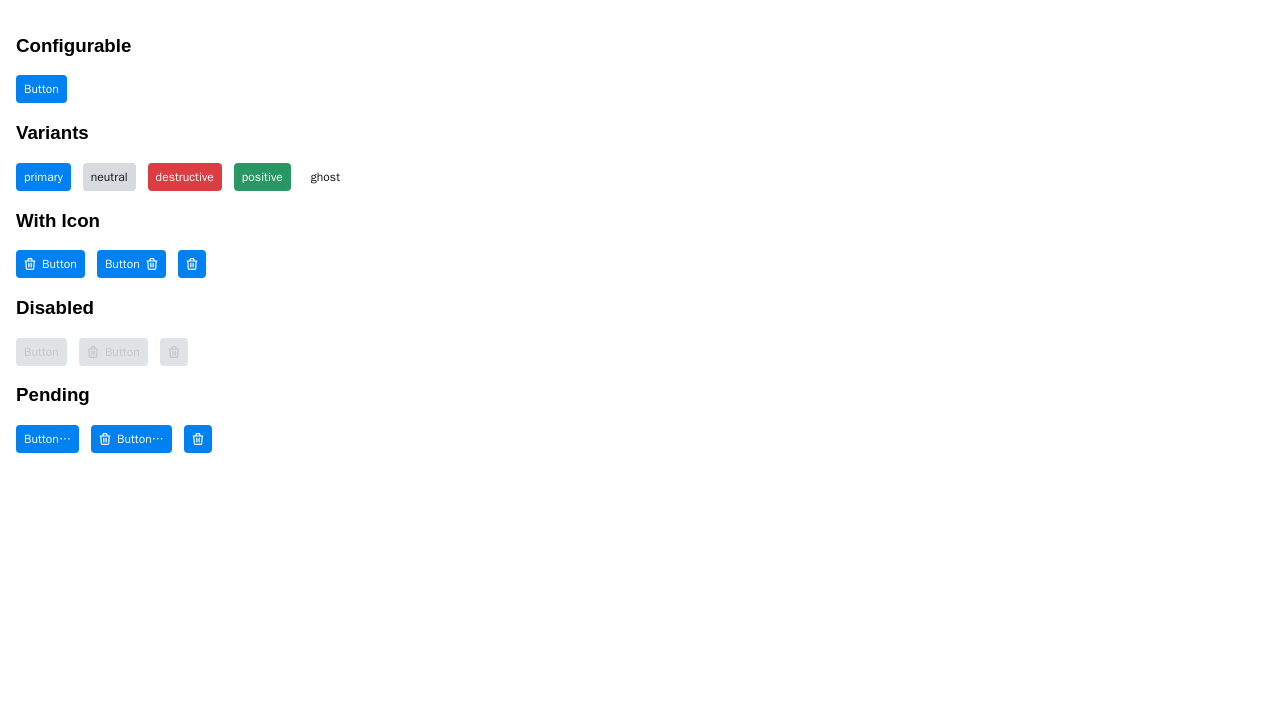 Configurable
Button
Variants
primary neutral destructive positive ghost
With Icon
Button Button
Disabled
Button Button
Pending
Button… Button…